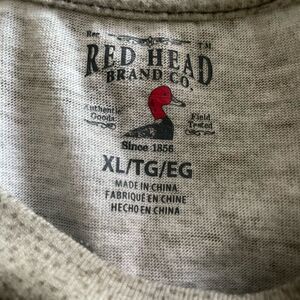 Est. TM
RED HEAD
BRAND CO.
Authentic Field
Goods Tested
Since 1856
XL/TG/EG
MADE IN CHINA
FABRIQUÉ EN CHINE
HECHO EN CHINA